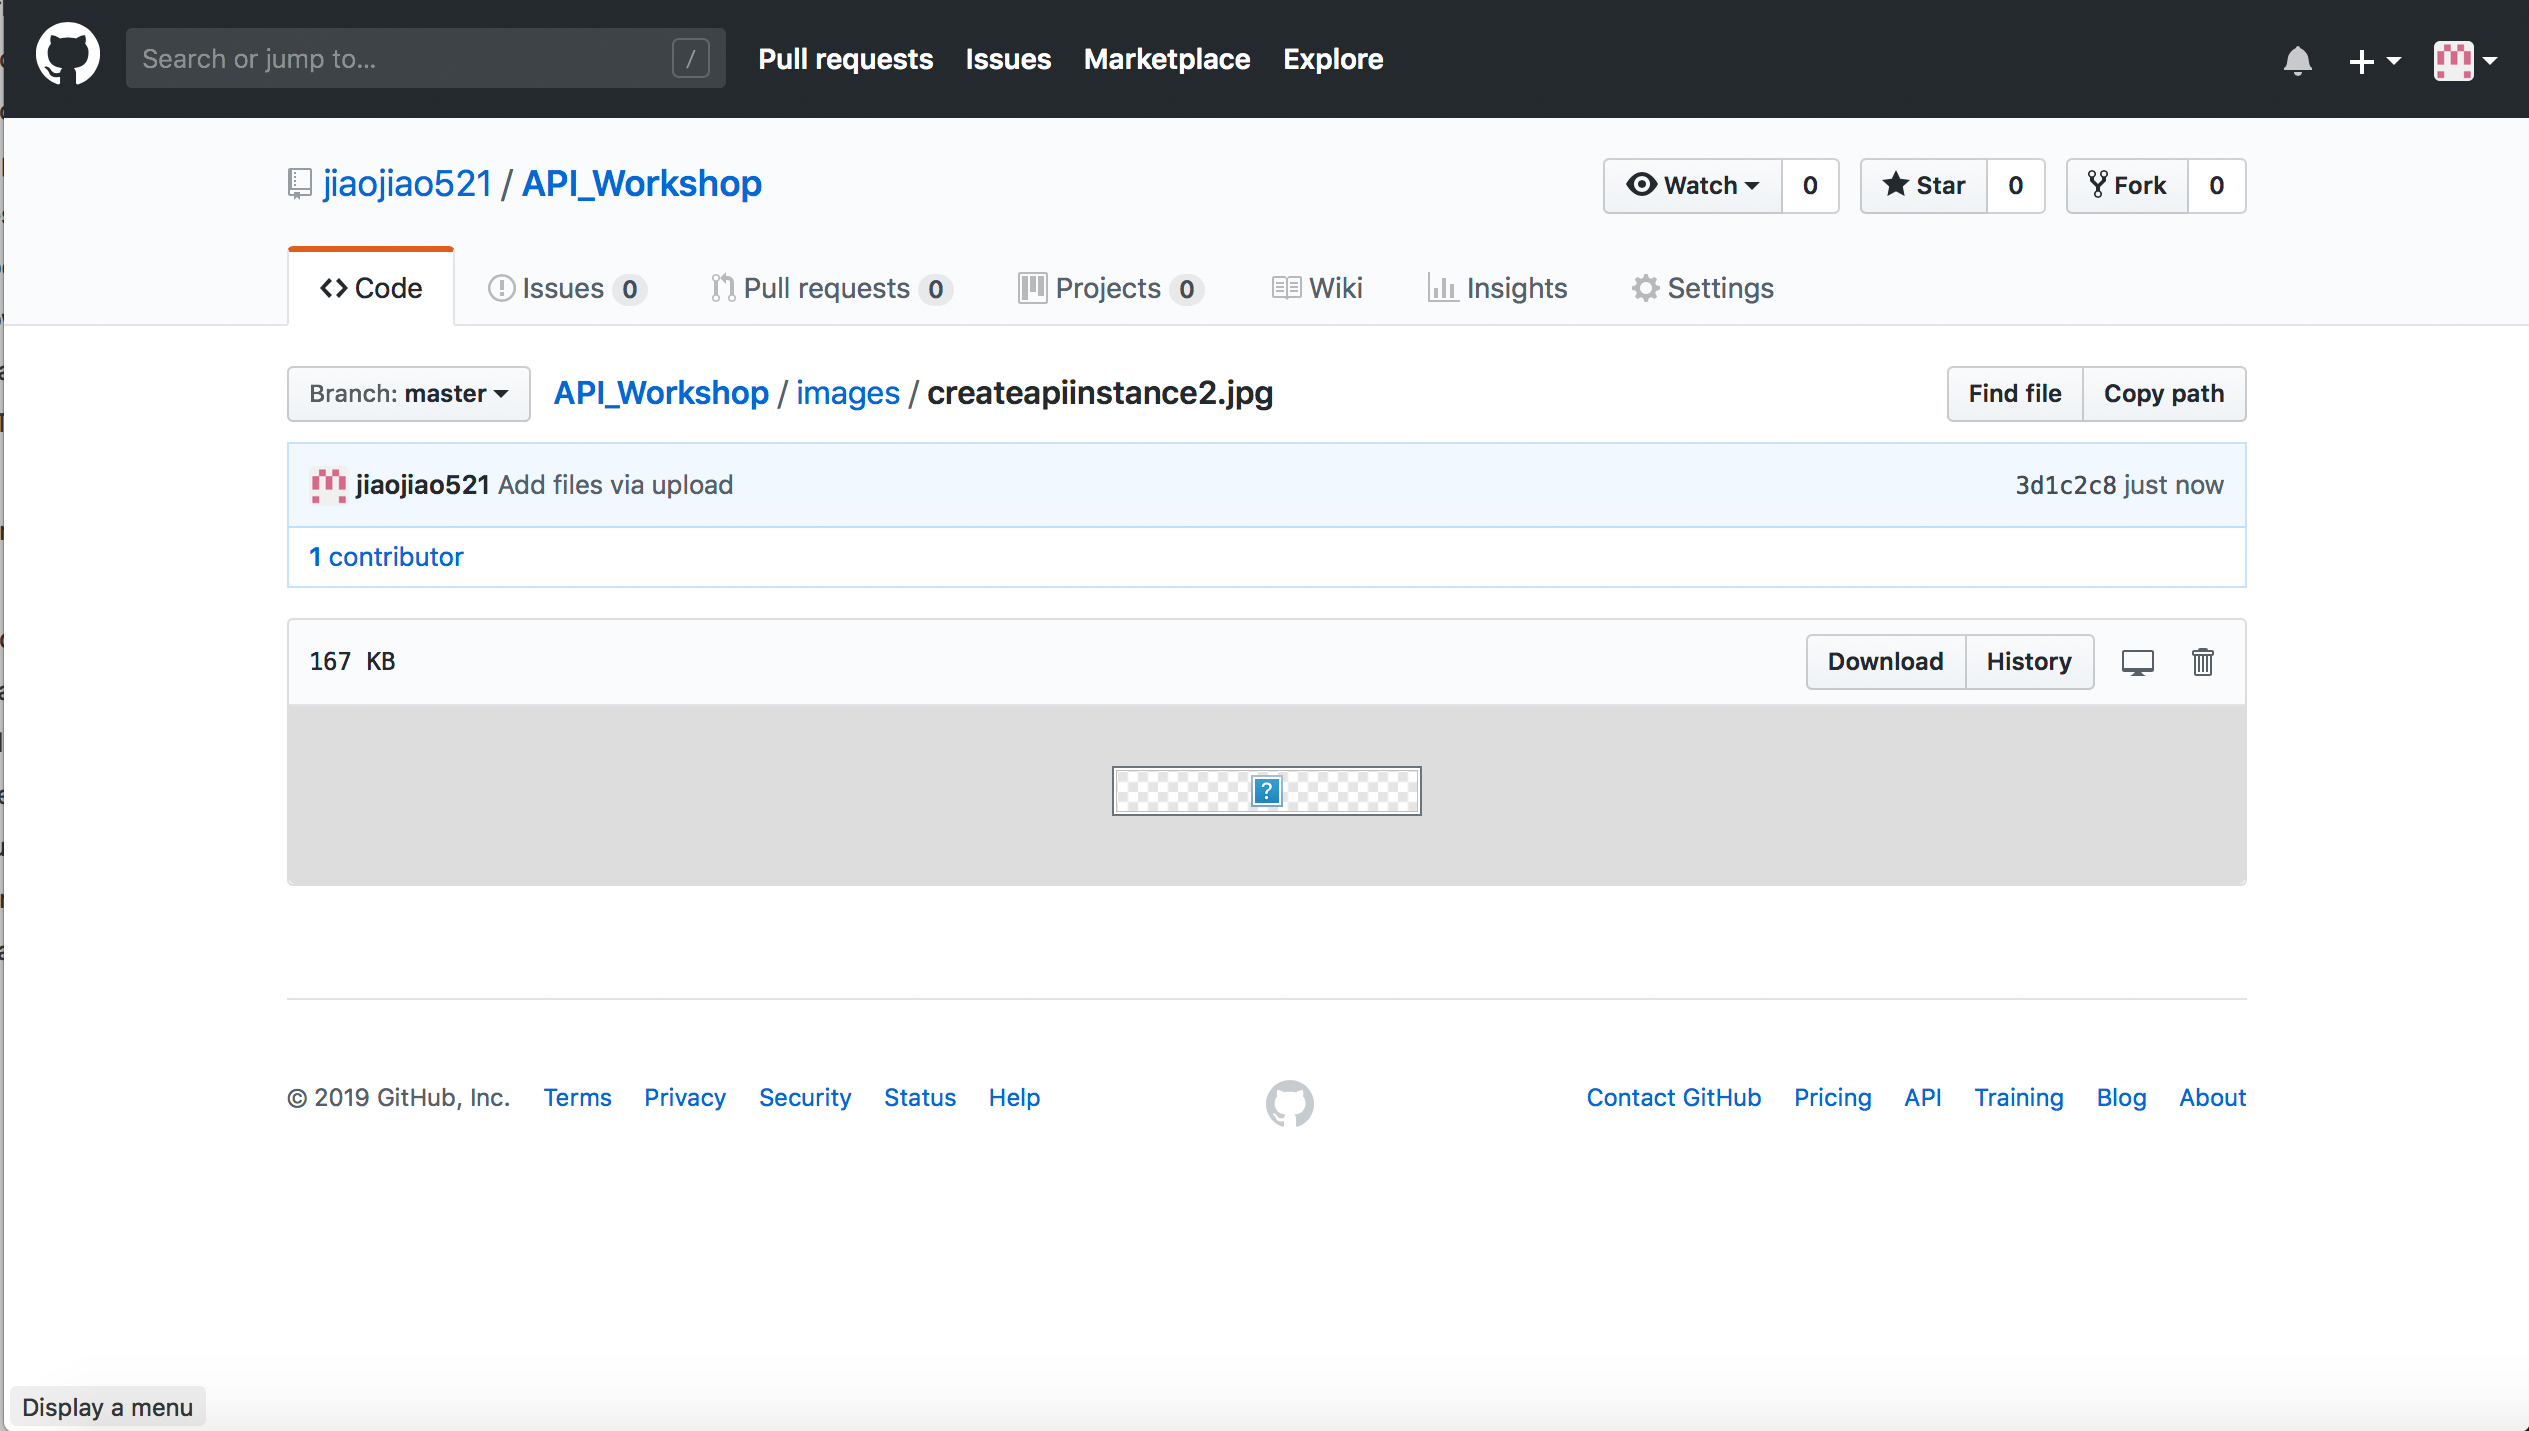 Search or jump to... /
Pull requests Issues Marketplace Explore
jiaojiao521 / API_Workshop
Watch 0 Star 0 Fork 0
Code Issues 0 Pull requests 0 Projects 0 Wiki Insights Settings
Branch: master API_Workshop / images / createapiinstance2.jpg Find file Copy path
jiaojiao521 Add files via upload 3d1c2c8 just now
1 contributor
167 KB Download History
?
© 2019 GitHub, Inc. Terms Privacy Security Status Help Contact GitHub Pricing API Training Blog About
Display a menu